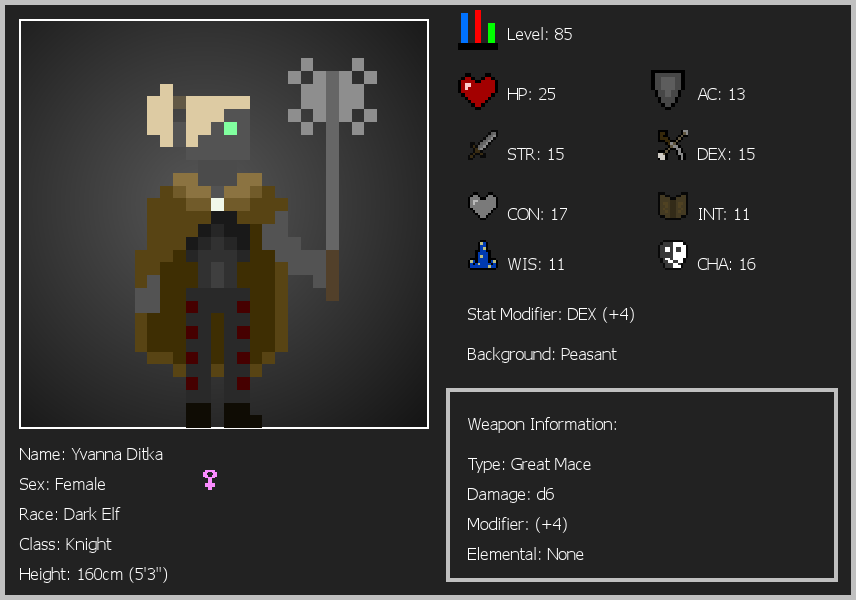 Level: 85
HP: 25
AC: 13
STR: 15
DEX: 15
CON: 17
INT: 11
WIS: 11
CHA: 16
Stat Modifier: DEX (+4)
Background: Peasant
Weapon Information:
Type: Great Mace
Damage: d6
Modifier: (+4)
Elemental: None
Name: Yvanna Ditka
Sex: Female
Race: Dark Elf
Class: Knight
Height: 160cm (5'3")